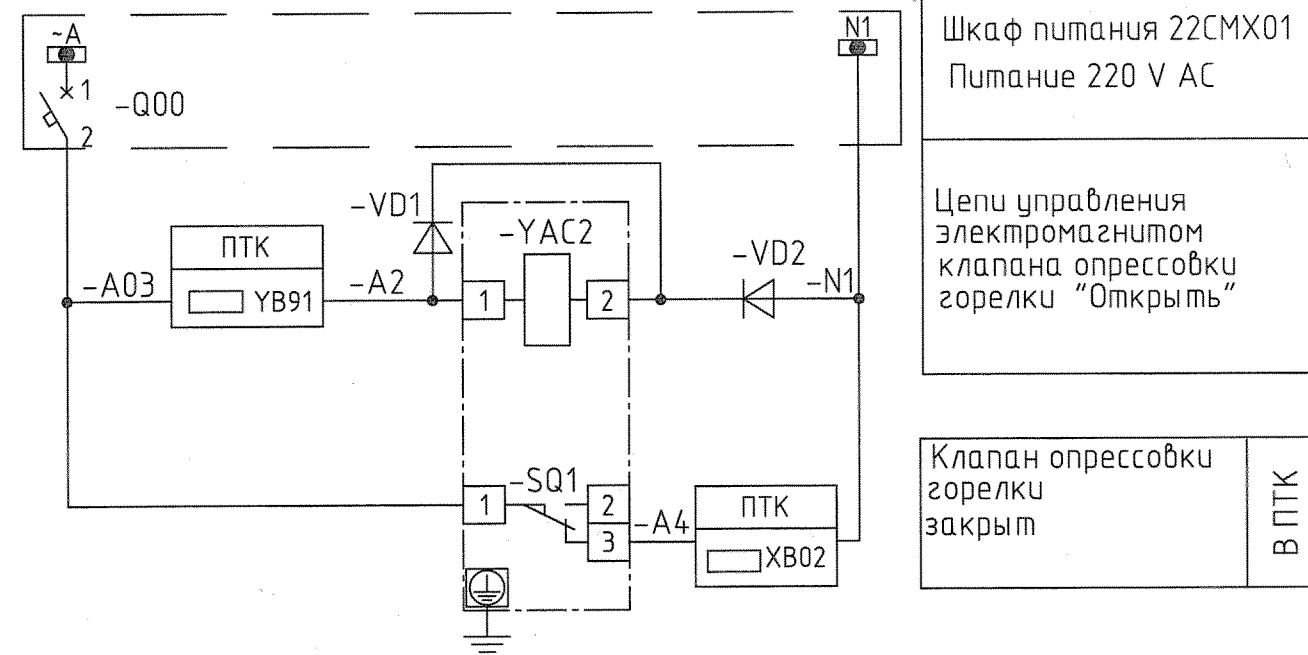 ~A
N1
1
-Q00
2
Шкаф питания 22CMX01
Питание 220 V AC
-VD1
-YAC2
-VD2
ПТК
YB91
-A03
-A2
1
2
-N1
Цепи управления
электромагнитом
клапана опрессовки
горелки "Открыть"
-SQ1
1
2
3
-A4
ПТК
XB02
Клапан опрессовки
горелки
закрыт
В ПТК